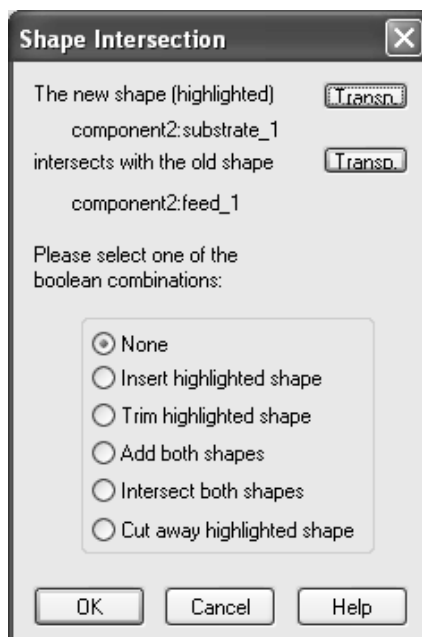 Shape Intersection
The new shape (highlighted) Transp.
component2:substrate_1
intersects with the old shape Transp.
component2:feed_1
Please select one of the
boolean combinations:
None
Insert highlighted shape
Trim highlighted shape
Add both shapes
Intersect both shapes
Cut away highlighted shape
OK Cancel Help